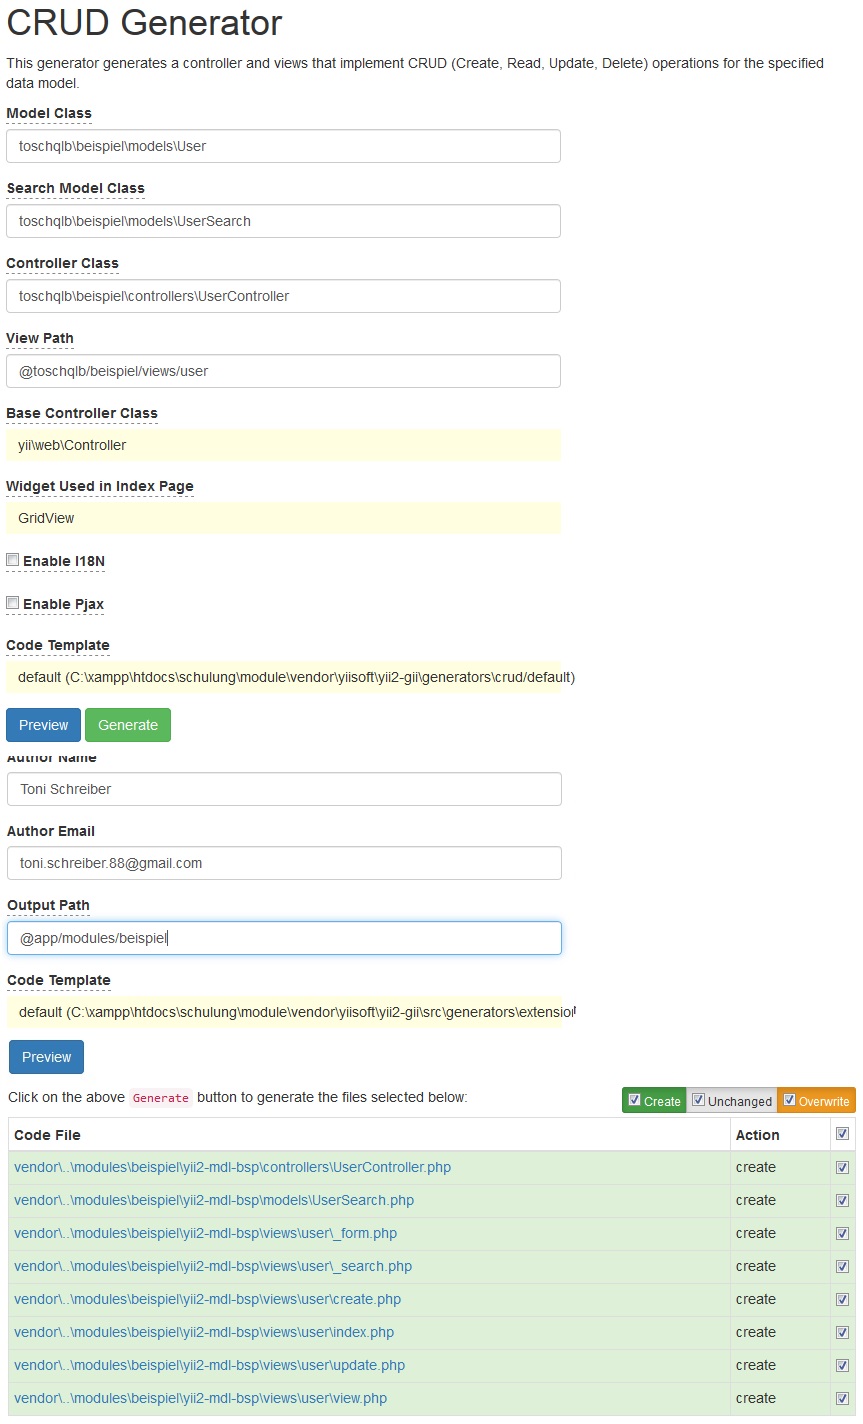 CRUD Generator
This generator generates a controller and views that implement CRUD (Create, Read, Update, Delete) operations for the specified
data model.
Model Class
toschqlb\beispiel\models\User
Search Model Class
toschqlb\beispiel\models\UserSearch
Controller Class
toschqlb\beispiel\controllers\UserController
View Path
@toschqlb/beispiel/views/user
Base Controller Class
yii\web\Controller
Widget Used in Index Page
GridView
Enable I18N
Enable Pjax
Code Template
default (C:\xampp\htdocs\schulung\module\vendor\yiisoft\yii2-gii\generators\crud/default)
Preview Generate
Author Name
Toni Schreiber
Author Email
toni.schreiber.88@gmail.com
Output Path
@app/modules/beispiel
Code Template
default (C:\xampp\htdocs\schulung\module\vendor\yiisoft\yii2-gii\src\generators\extension
Preview
Click on the above Generate button to generate the files selected below: Create Unchanged Overwrite
Code File Action
vendor\..\modules\beispiel\yii2-mdl-bsp\controllers\UserController.php create
vendor\..\modules\beispiel\yii2-mdl-bsp\models\UserSearch.php create
vendor\..\modules\beispiel\yii2-mdl-bsp\views\user\_form.php create
vendor\..\modules\beispiel\yii2-mdl-bsp\views\user\_search.php create
vendor\..\modules\beispiel\yii2-mdl-bsp\views\user\create.php create
vendor\..\modules\beispiel\yii2-mdl-bsp\views\user\index.php create
vendor\..\modules\beispiel\yii2-mdl-bsp\views\user\update.php create
vendor\..\modules\beispiel\yii2-mdl-bsp\views\user\view.php create